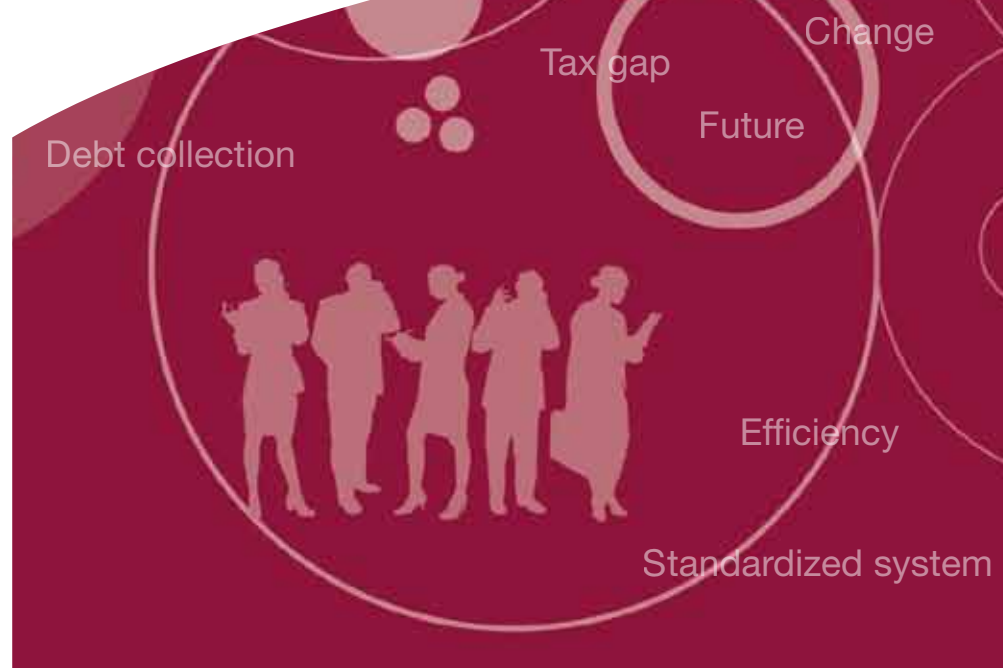 Change
Tax gap
Future
Debt collection
Efficiency
Standardized system